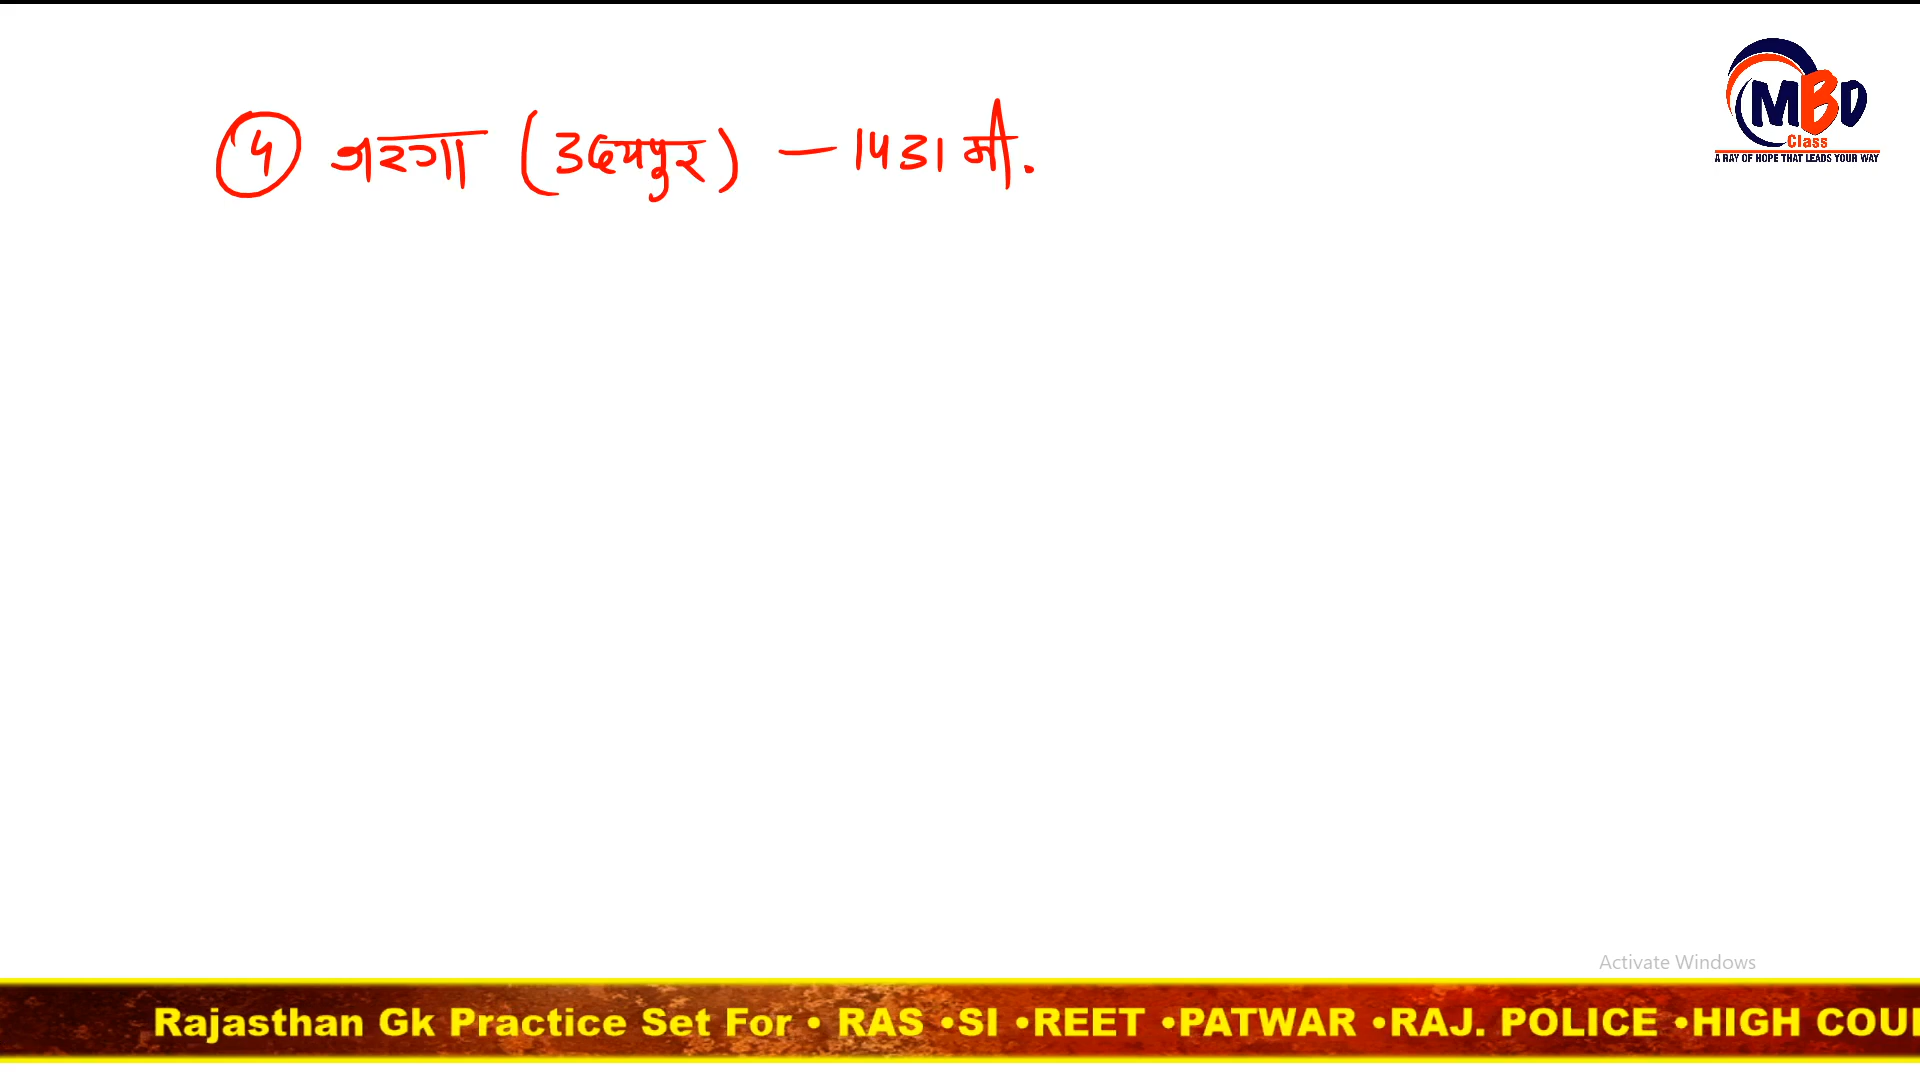 ④ जरगा (उदयपुर) – 1431 मी.
MBD
Class
A RAY OF HOPE THAT LEADS YOUR WAY
Activate Windows
Rajasthan Gk Practice Set For • RAS •SI •REET •PATWAR •RAJ. POLICE •HIGH COU